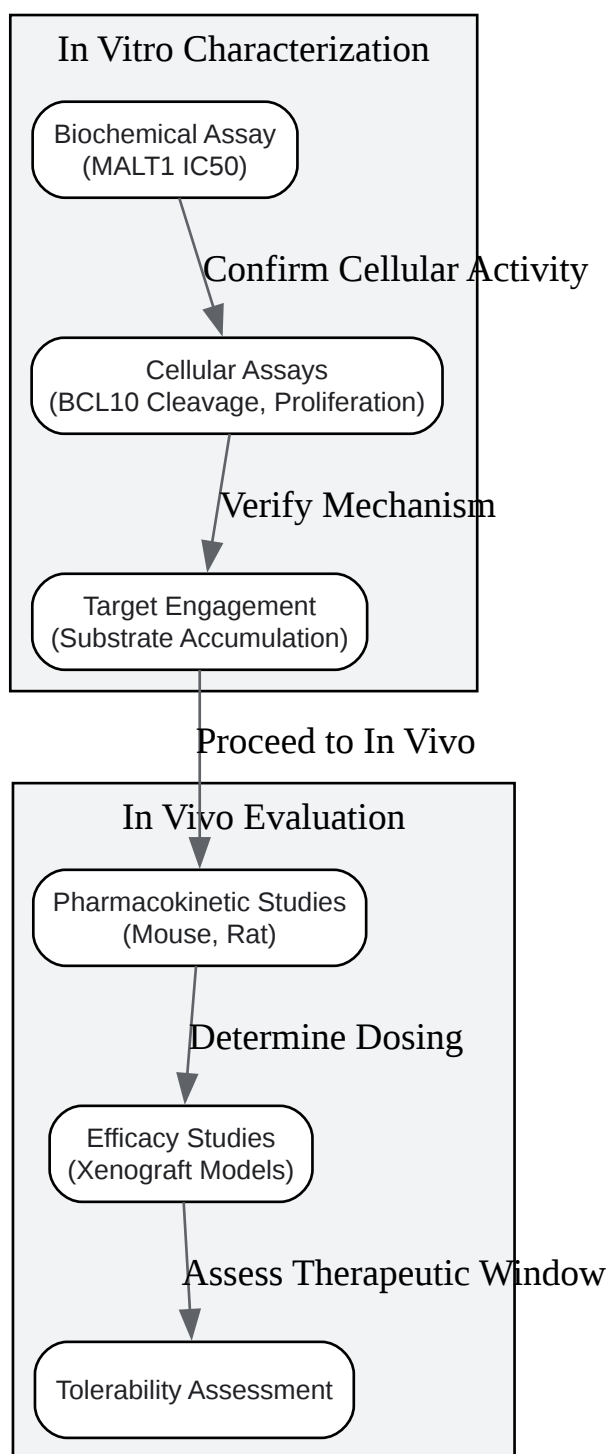 In Vitro Characterization
Biochemical Assay
(MALT1 IC50)
Confirm Cellular Activity
Cellular Assays
(BCL10 Cleavage, Proliferation)
Verify Mechanism
Target Engagement
(Substrate Accumulation)
Proceed to In Vivo
In Vivo Evaluation
Pharmacokinetic Studies
(Mouse, Rat)
Determine Dosing
Efficacy Studies
(Xenograft Models)
Assess Therapeutic Window
Tolerability Assessment